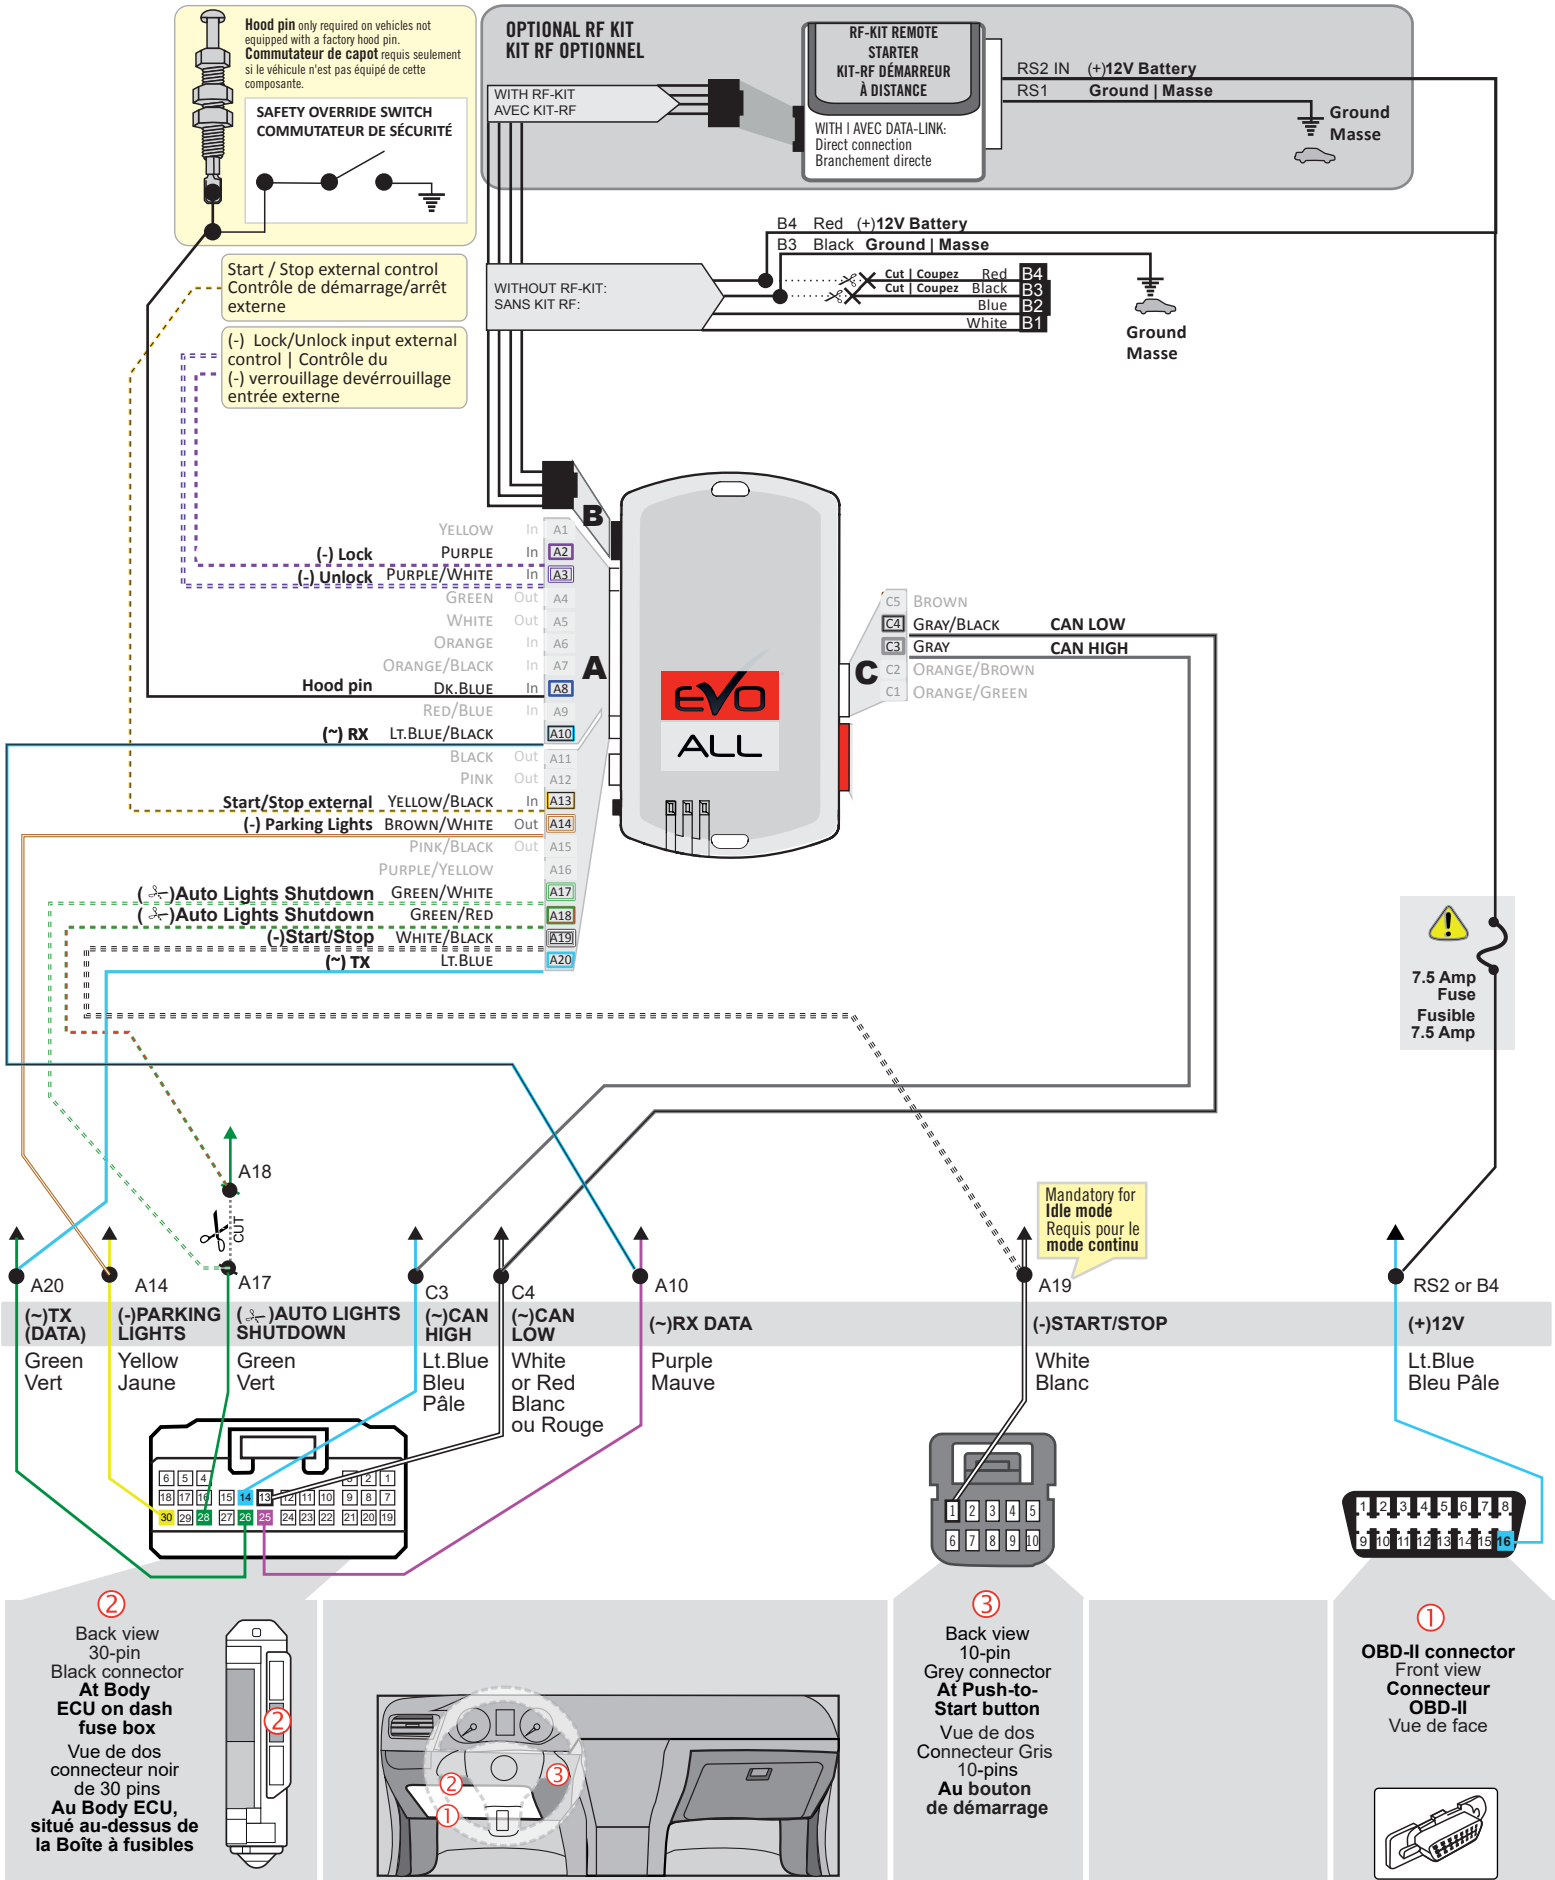 Hood pin only required on vehicles not
equipped with a factory hood pin.
Commutateur de capot requis seulement
si le véhicule n'est pas équipé de cette
composante.
SAFETY OVERRIDE SWITCH
COMMUTATEUR DE SÉCURITÉ
OPTIONAL RF KIT
KIT RF OPTIONNEL
WITH RF-KIT
AVEC KIT-RF
RF-KIT REMOTE
STARTER
KIT-RF DÉMARREUR
À DISTANCE
WITH | AVEC DATA-LINK:
Direct connection
Branchement directe
RS2 IN (+)12V Battery
RS1 Ground | Masse
Ground
Masse
B4 Red (+)12V Battery
B3 Black Ground | Masse
WITHOUT RF-KIT:
SANS KIT RF:
Cut | Coupez Red B4
Cut | Coupez Black B3
Blue B2
White B1
Ground
Masse
Start / Stop external control
Contrôle de démarrage/arrêt
externe
(-) Lock/Unlock input external
control | Contrôle du
(-) verrouillage devérrouillage
entrée externe
B
YELLOW In A1
(-) Lock PURPLE In A2
(-) Unlock PURPLE/WHITE In A3
GREEN Out A4
WHITE Out A5
ORANGE In A6
ORANGE/BLACK In A7
Hood pin DK.BLUE In A8
RED/BLUE In A9
(~) RX LT.BLUE/BLACK A10
BLACK Out A11
PINK Out A12
Start/Stop external YELLOW/BLACK In A13
(-) Parking Lights BROWN/WHITE Out A14
PINK/BLACK Out A15
PURPLE/YELLOW A16
( )Auto Lights Shutdown GREEN/WHITE A17
( )Auto Lights Shutdown GREEN/RED A18
(-)Start/Stop WHITE/BLACK A19
(~) TX LT.BLUE A20
A
EVO
ALL
C
C5 BROWN
C4 GRAY/BLACK CAN LOW
C3 GRAY CAN HIGH
C2 ORANGE/BROWN
C1 ORANGE/GREEN
7.5 Amp
Fuse
Fusible
7.5 Amp
A18
CUT
A17
Mandatory for
Idle mode
Requis pour le
mode continu
A20
A14
C3
C4
A10
A19
RS2 or B4
(~)TX
(DATA)
(-)PARKING
LIGHTS
( )AUTO LIGHTS
SHUTDOWN
(~)CAN
HIGH
(~)CAN
LOW
(~)RX DATA
(-)START/STOP
(+)12V
Green
Vert
Yellow
Jaune
Green
Vert
Lt.Blue
Bleu
Pâle
White
or Red
Blanc
ou Rouge
Purple
Mauve
White
Blanc
Lt.Blue
Bleu Pâle
6 5 4 3 2 1
18 17 16 15 14 13 12 11 10 9 8 7
30 29 28 27 26 25 24 23 22 21 20 19
1 2 3 4 5
6 7 8 9 10
1 2 3 4 5 6 7 8
9 10 11 12 13 14 15 16
2
Back view
30-pin
Black connector
At Body
ECU on dash
fuse box
Vue de dos
connecteur noir
de 30 pins
Au Body ECU,
situé au-dessus de
la Boîte à fusibles
2
2
1
3
3
Back view
10-pin
Grey connector
At Push-to-
Start button
Vue de dos
Connecteur Gris
10-pins
Au bouton
de démarrage
1
OBD-II connector
Front view
Connecteur
OBD-II
Vue de face